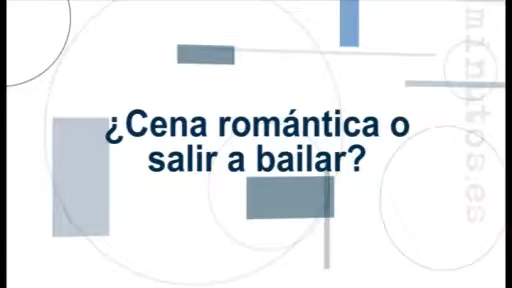 ¿Cena romántica o
salir a bailar?
minutos.es